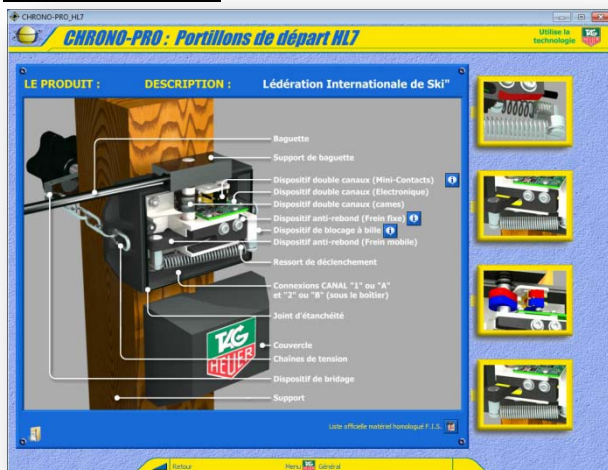 CHRONO-PRO_HL7
CHRONO-PRO : Portillons de départ HL7
Utilise la
technologie
TAG
HEUER
LE PRODUIT :
DESCRIPTION :
Lédération Internationale de Ski"
Baguette
Support de baguette
Dispositif double canaux (Mini-Contacts)
Dispositif double canaux (Electronique)
Dispositif double canaux (cames)
Dispositif anti-rebond (Frein fixe)
Dispositif de blocage à bille
Dispositif anti-rebond (Frein mobile)
Ressort de déclenchement
Connexions CANAL "1" ou "A"
et "2" ou "B" (sous le boîtier)
Joint d'étanchéité
Couvercle
Chaînes de tension
Dispositif de bridage
Support
TAG
HEUER
Liste officielle matériel homologué F.I.S.
Retour
Menu
Général